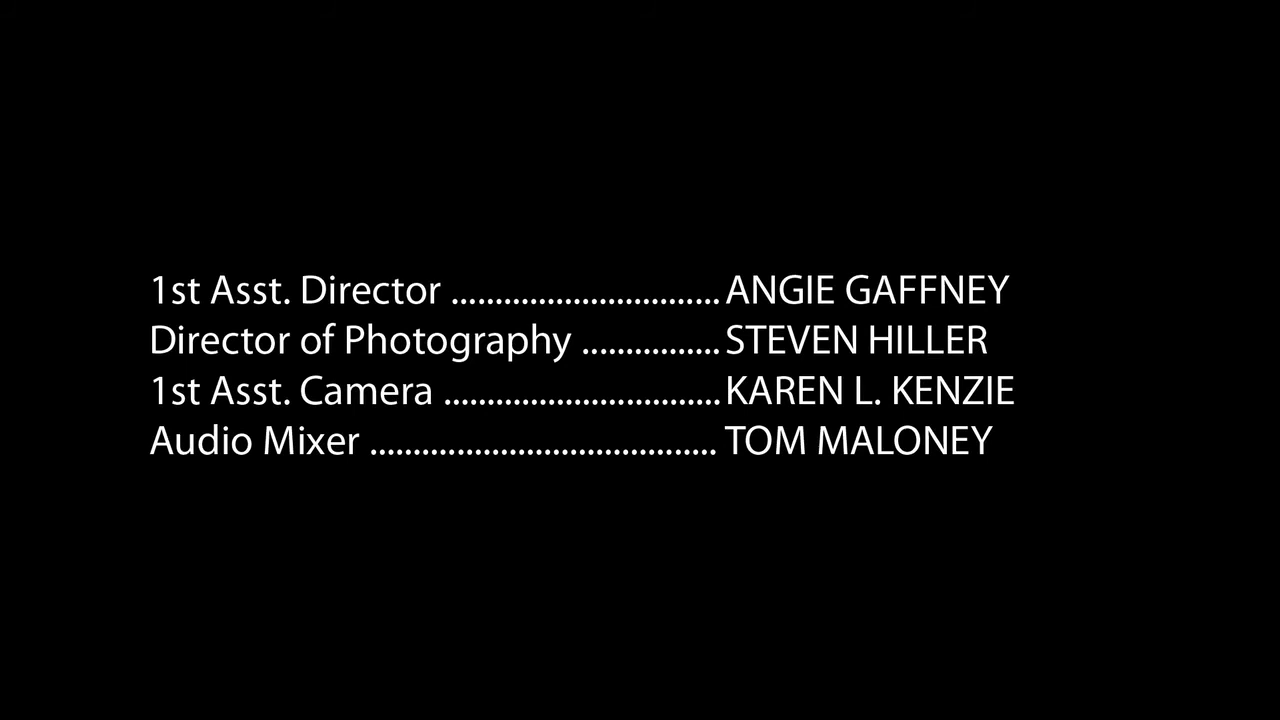 1st Asst. Director ............................... ANGIE GAFFNEY
Director of Photography ................ STEVEN HILLER
1st Asst. Camera ................................ KAREN L. KENZIE
Audio Mixer ........................................ TOM MALONEY